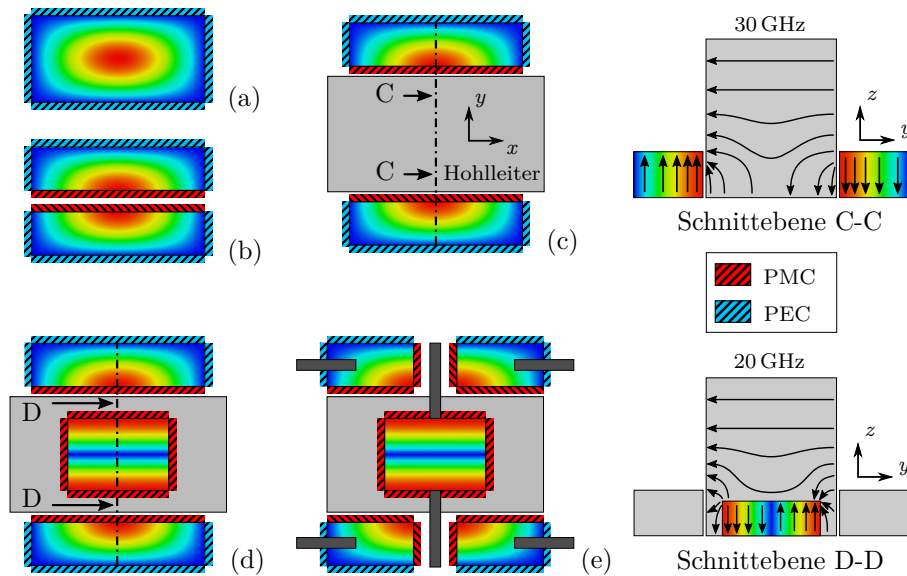 (a)
(b)
C
C
y
x
Hohlleiter
(c)
30 GHz
z
y
Schnittebene C-C
PMC
PEC
D
D
(d)
(e)
20 GHz
z
y
Schnittebene D-D